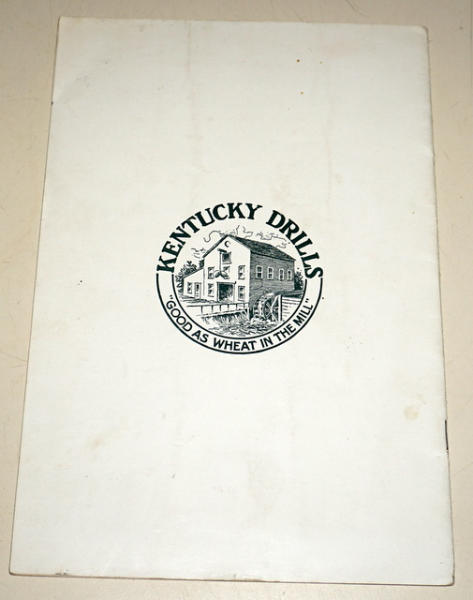 KENTUCKY DRILLS
"GOOD AS WHEAT IN THE MILL"